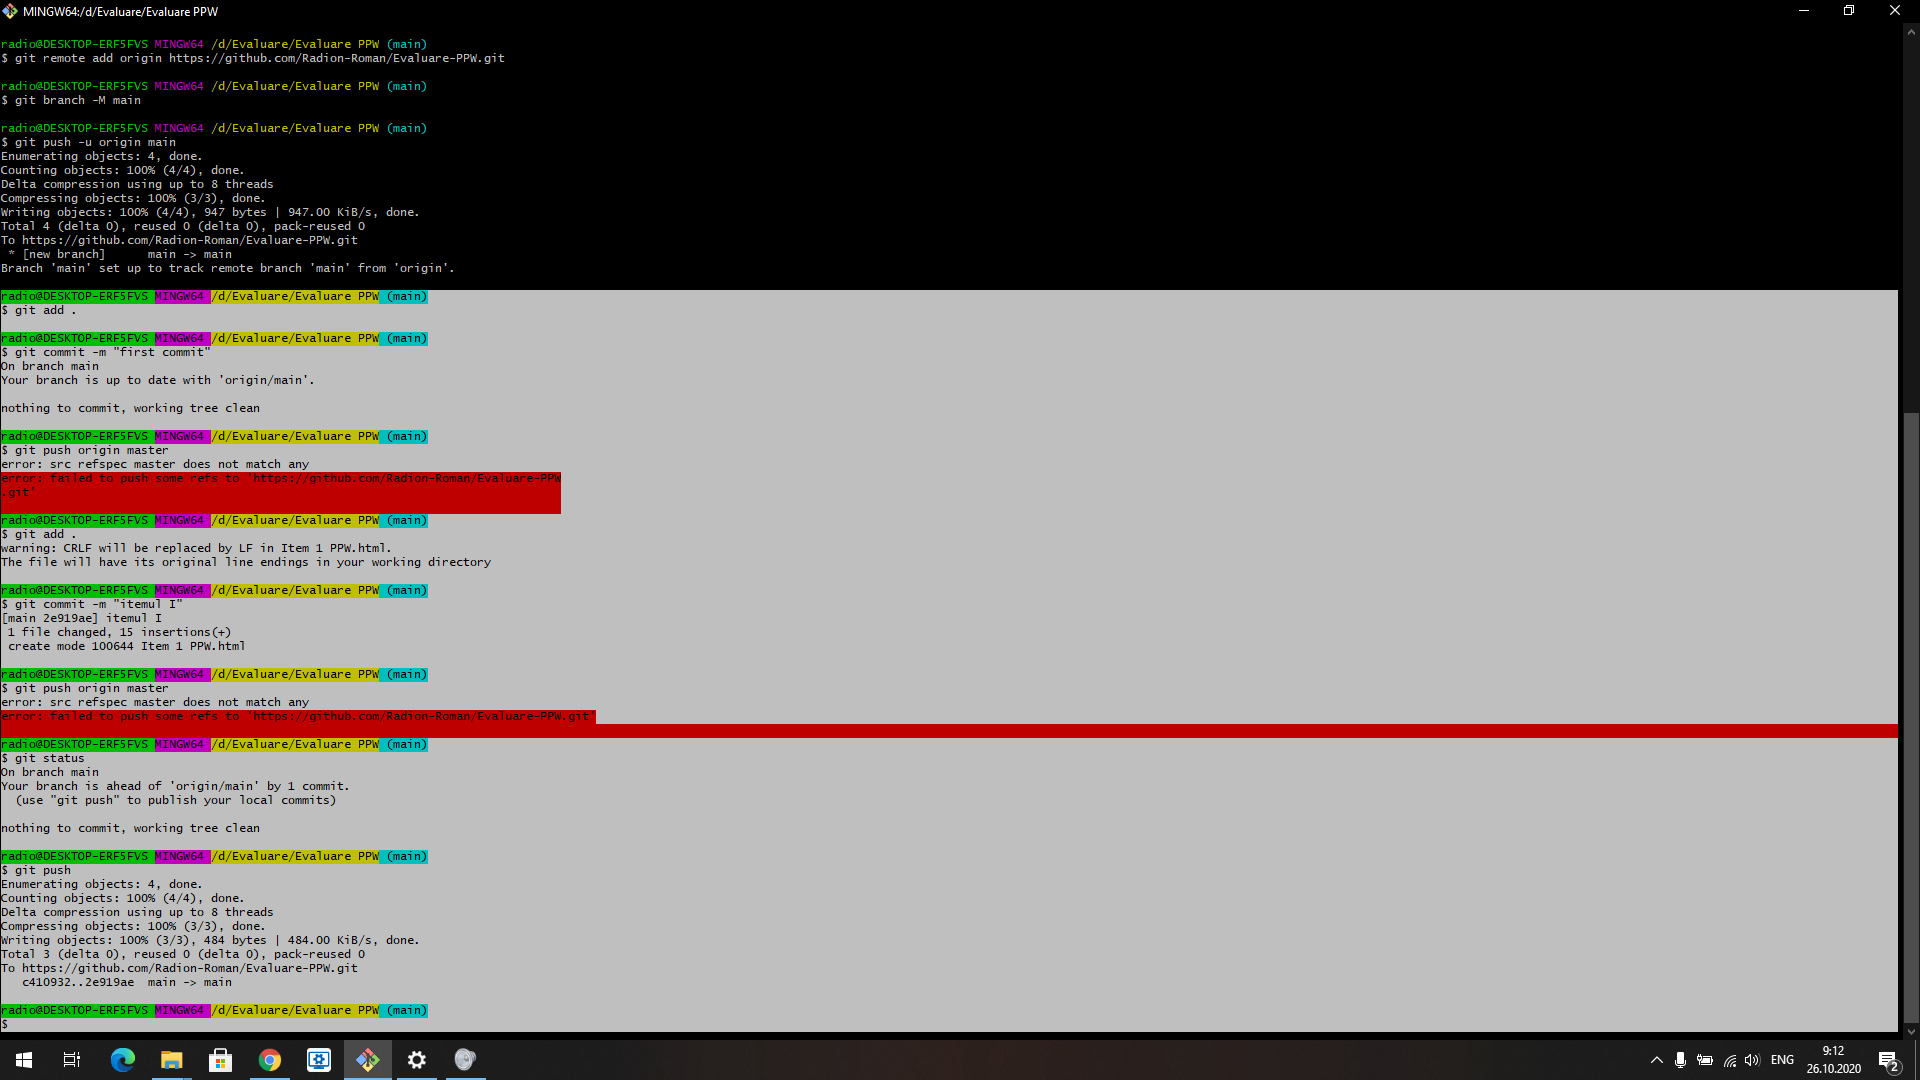 MINGW64:/d/Evaluare/Evaluare PPW
radio@DESKTOP-ERF5FVS MINGW64 /d/Evaluare/Evaluare PPW (main)
$ git remote add origin https://github.com/Radion-Roman/Evaluare-PPW.git
radio@DESKTOP-ERF5FVS MINGW64 /d/Evaluare/Evaluare PPW (main)
$ git branch -M main
radio@DESKTOP-ERF5FVS MINGW64 /d/Evaluare/Evaluare PPW (main)
$ git push -u origin main
Enumerating objects: 4, done.
Counting objects: 100% (4/4), done.
Delta compression using up to 8 threads
Compressing objects: 100% (3/3), done.
Writing objects: 100% (4/4), 947 bytes | 947.00 KiB/s, done.
Total 4 (delta 0), reused 0 (delta 0), pack-reused 0
To https://github.com/Radion-Roman/Evaluare-PPW.git
 * [new branch]      main -> main
Branch 'main' set up to track remote branch 'main' from 'origin'.
radio@DESKTOP-ERF5FVS MINGW64 /d/Evaluare/Evaluare PPW (main)
$ git add .
radio@DESKTOP-ERF5FVS MINGW64 /d/Evaluare/Evaluare PPW (main)
$ git commit -m "first commit"
On branch main
Your branch is up to date with 'origin/main'.
nothing to commit, working tree clean
radio@DESKTOP-ERF5FVS MINGW64 /d/Evaluare/Evaluare PPW (main)
$ git push origin master
error: src refspec master does not match any
error: failed to push some refs to 'https://github.com/Radion-Roman/Evaluare-PPW
.git'
radio@DESKTOP-ERF5FVS MINGW64 /d/Evaluare/Evaluare PPW (main)
$ git add .
warning: CRLF will be replaced by LF in Item 1 PPW.html.
The file will have its original line endings in your working directory
radio@DESKTOP-ERF5FVS MINGW64 /d/Evaluare/Evaluare PPW (main)
$ git commit -m "itemul I"
[main 2e919ae] itemul I
 1 file changed, 15 insertions(+)
 create mode 100644 Item 1 PPW.html
radio@DESKTOP-ERF5FVS MINGW64 /d/Evaluare/Evaluare PPW (main)
$ git push origin master
error: src refspec master does not match any
error: failed to push some refs to 'https://github.com/Radion-Roman/Evaluare-PPW.git'
radio@DESKTOP-ERF5FVS MINGW64 /d/Evaluare/Evaluare PPW (main)
$ git status
On branch main
Your branch is ahead of 'origin/main' by 1 commit.
  (use "git push" to publish your local commits)
nothing to commit, working tree clean
radio@DESKTOP-ERF5FVS MINGW64 /d/Evaluare/Evaluare PPW (main)
$ git push
Enumerating objects: 4, done.
Counting objects: 100% (4/4), done.
Delta compression using up to 8 threads
Compressing objects: 100% (3/3), done.
Writing objects: 100% (3/3), 484 bytes | 484.00 KiB/s, done.
Total 3 (delta 0), reused 0 (delta 0), pack-reused 0
To https://github.com/Radion-Roman/Evaluare-PPW.git
   c410932..2e919ae  main -> main
radio@DESKTOP-ERF5FVS MINGW64 /d/Evaluare/Evaluare PPW (main)
$
ENG
9:12
26.10.2020
2